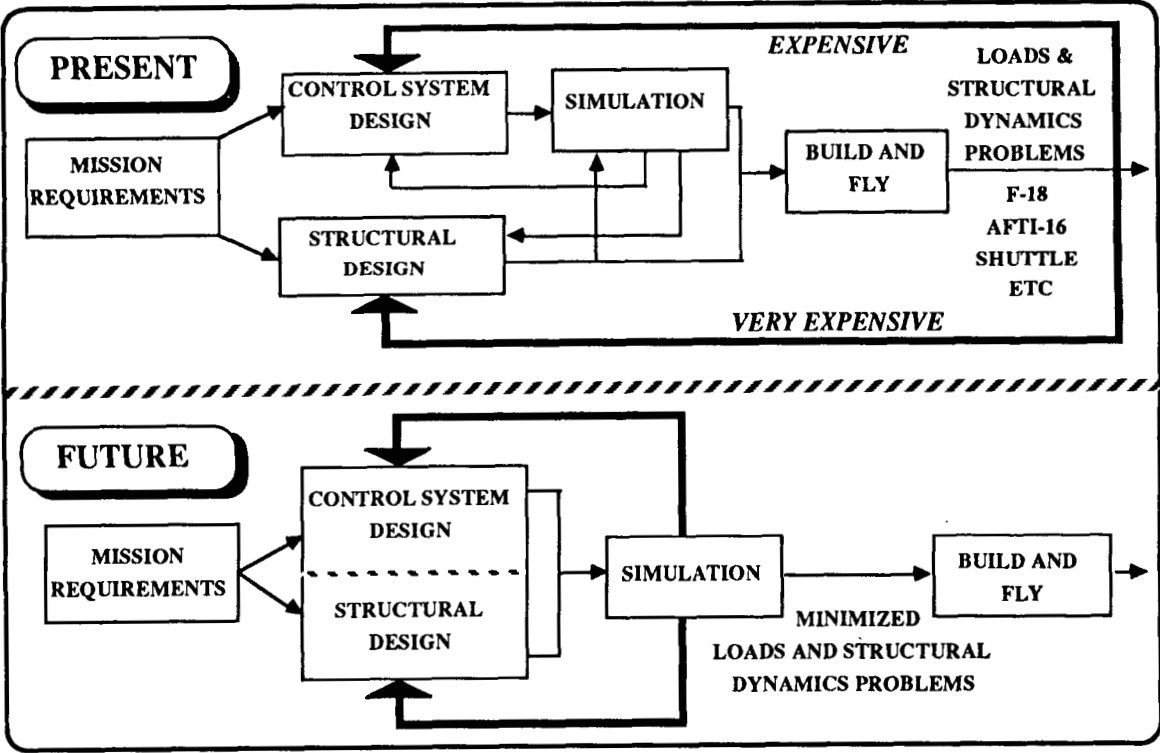 PRESENT
EXPENSIVE
CONTROL SYSTEM
DESIGN
SIMULATION
LOADS &
STRUCTURAL
DYNAMICS
PROBLEMS
MISSION
REQUIREMENTS
BUILD AND
FLY
F-18
AFTI-16
SHUTTLE
ETC
STRUCTURAL
DESIGN
VERY EXPENSIVE
FUTURE
MISSION
REQUIREMENTS
CONTROL SYSTEM
DESIGN
STRUCTURAL
DESIGN
SIMULATION
MINIMIZED
LOADS AND STRUCTURAL
DYNAMICS PROBLEMS
BUILD AND
FLY